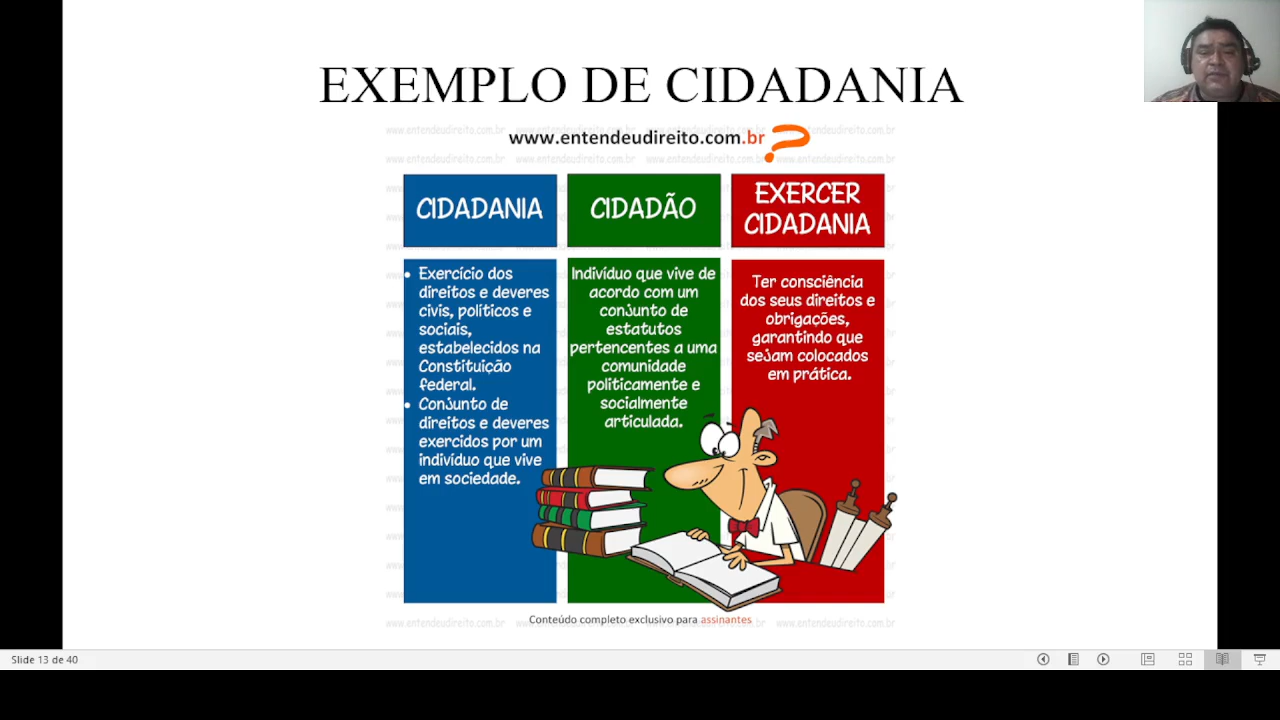 EXEMPLO DE CIDADANIA
www.entendeudireito.com.br
CIDADANIA
• Exercício dos
direitos e deveres
civis, políticos e
sociais,
estabelecidos na
Constituição
federal.
• Conjunto de
direitos e deveres
exercidos por um
indivíduo que vive
em sociedade.
CIDADÃO
Indivíduo que vive de
acordo com um
conjunto de
estatutos
pertencentes a uma
comunidade
politicamente e
socialmente
articulada.
EXERCER
CIDADANIA
Ter consciência
dos seus direitos e
obrigações,
garantindo que
sejam colocados
em prática.
Conteúdo completo exclusivo para assinantes
Slide 13 de 40